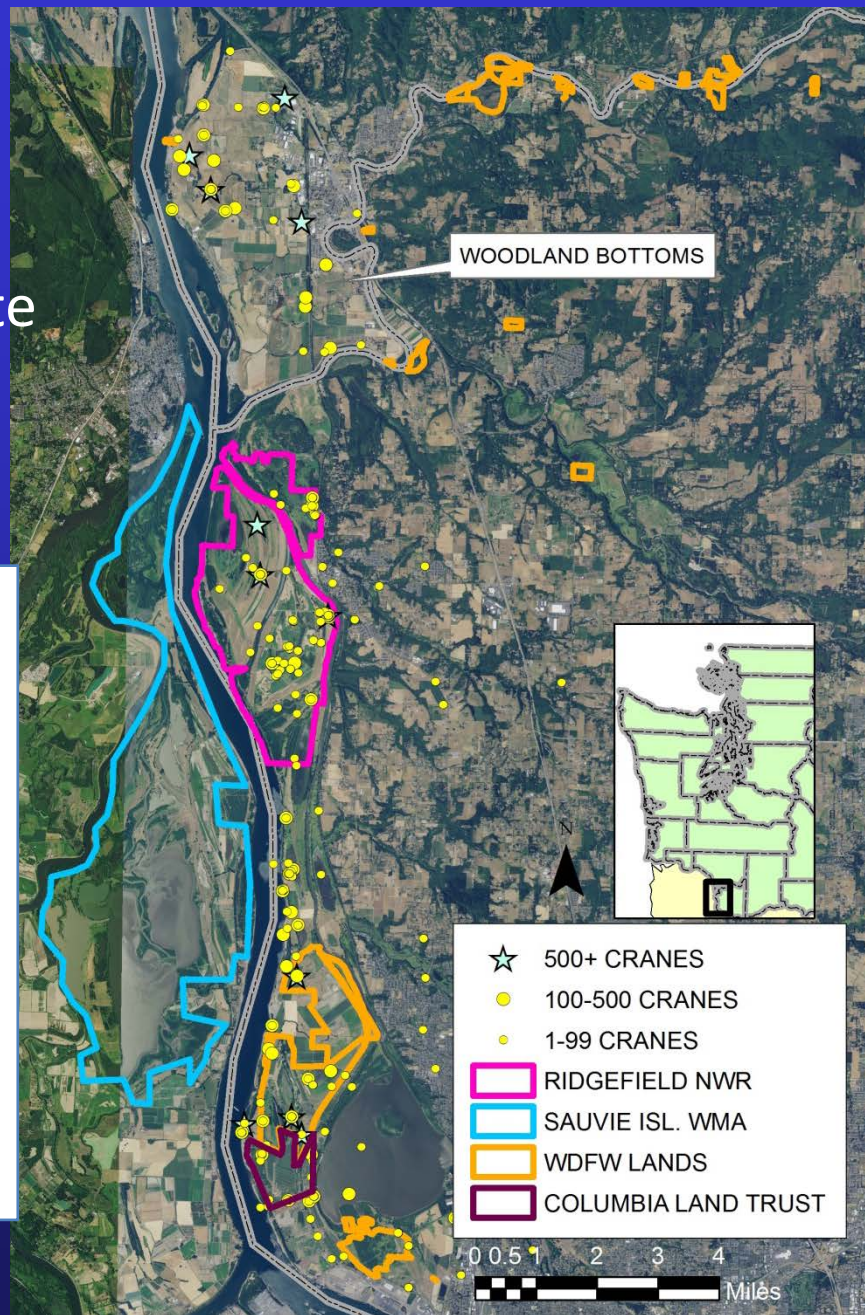 te
WOODLAND BOTTOMS
N
500+ CRANES
100-500 CRANES
1-99 CRANES
RIDGEFIELD NWR
SAUVIE ISL. WMA
WDFW LANDS
COLUMBIA LAND TRUST
0 0.5 1 2 3 4
Miles